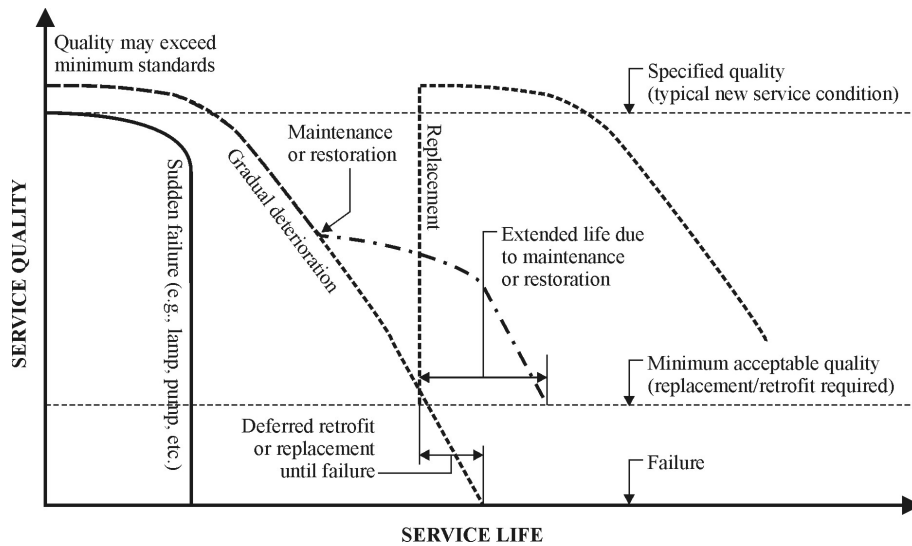 Quality may exceed
minimum standards
Specified quality
(typical new service condition)
Maintenance
or restoration
Replacement
Gradual deterioration
Sudden failure (e.g., lamp, pump, etc.)
Extended life due
to maintenance
or restoration
Minimum acceptable quality
(replacement/retrofit required)
Deferred retrofit
or replacement
until failure
Failure
SERVICE QUALITY
SERVICE LIFE